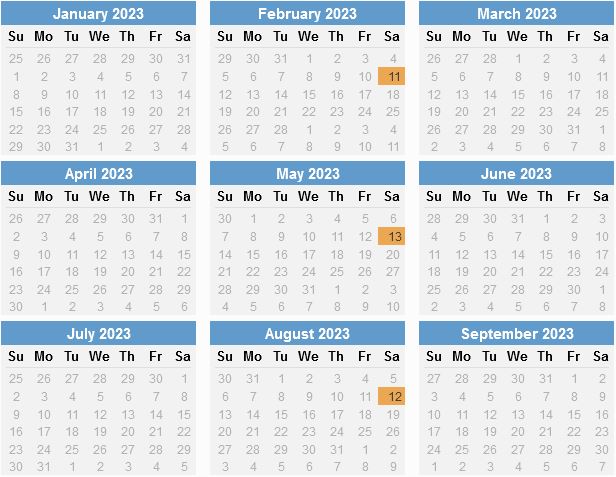 January 2023
Su Mo Tu We Th Fr Sa
25 26 27 28 29 30 31
1 2 3 4 5 6 7
8 9 10 11 12 13 14
15 16 17 18 19 20 21
22 23 24 25 26 27 28
29 30 31 1 2 3 4
February 2023
Su Mo Tu We Th Fr Sa
29 30 31 1 2 3 4
5 6 7 8 9 10 11
12 13 14 15 16 17 18
19 20 21 22 23 24 25
26 27 28 1 2 3 4
5 6 7 8 9 10 11
March 2023
Su Mo Tu We Th Fr Sa
26 27 28 1 2 3 4
5 6 7 8 9 10 11
12 13 14 15 16 17 18
19 20 21 22 23 24 25
26 27 28 29 30 31 1
2 3 4 5 6 7 8
April 2023
Su Mo Tu We Th Fr Sa
26 27 28 29 30 31 1
2 3 4 5 6 7 8
9 10 11 12 13 14 15
16 17 18 19 20 21 22
23 24 25 26 27 28 29
30 1 2 3 4 5 6
May 2023
Su Mo Tu We Th Fr Sa
30 1 2 3 4 5 6
7 8 9 10 11 12 13
14 15 16 17 18 19 20
21 22 23 24 25 26 27
28 29 30 31 1 2 3
4 5 6 7 8 9 10
June 2023
Su Mo Tu We Th Fr Sa
28 29 30 31 1 2 3
4 5 6 7 8 9 10
11 12 13 14 15 16 17
18 19 20 21 22 23 24
25 26 27 28 29 30 1
2 3 4 5 6 7 8
July 2023
Su Mo Tu We Th Fr Sa
25 26 27 28 29 30 1
2 3 4 5 6 7 8
9 10 11 12 13 14 15
16 17 18 19 20 21 22
23 24 25 26 27 28 29
30 31 1 2 3 4 5
August 2023
Su Mo Tu We Th Fr Sa
30 31 1 2 3 4 5
6 7 8 9 10 11 12
13 14 15 16 17 18 19
20 21 22 23 24 25 26
27 28 29 30 31 1 2
3 4 5 6 7 8 9
September 2023
Su Mo Tu We Th Fr Sa
27 28 29 30 31 1 2
3 4 5 6 7 8 9
10 11 12 13 14 15 16
17 18 19 20 21 22 23
24 25 26 27 28 29 30
1 2 3 4 5 6 7